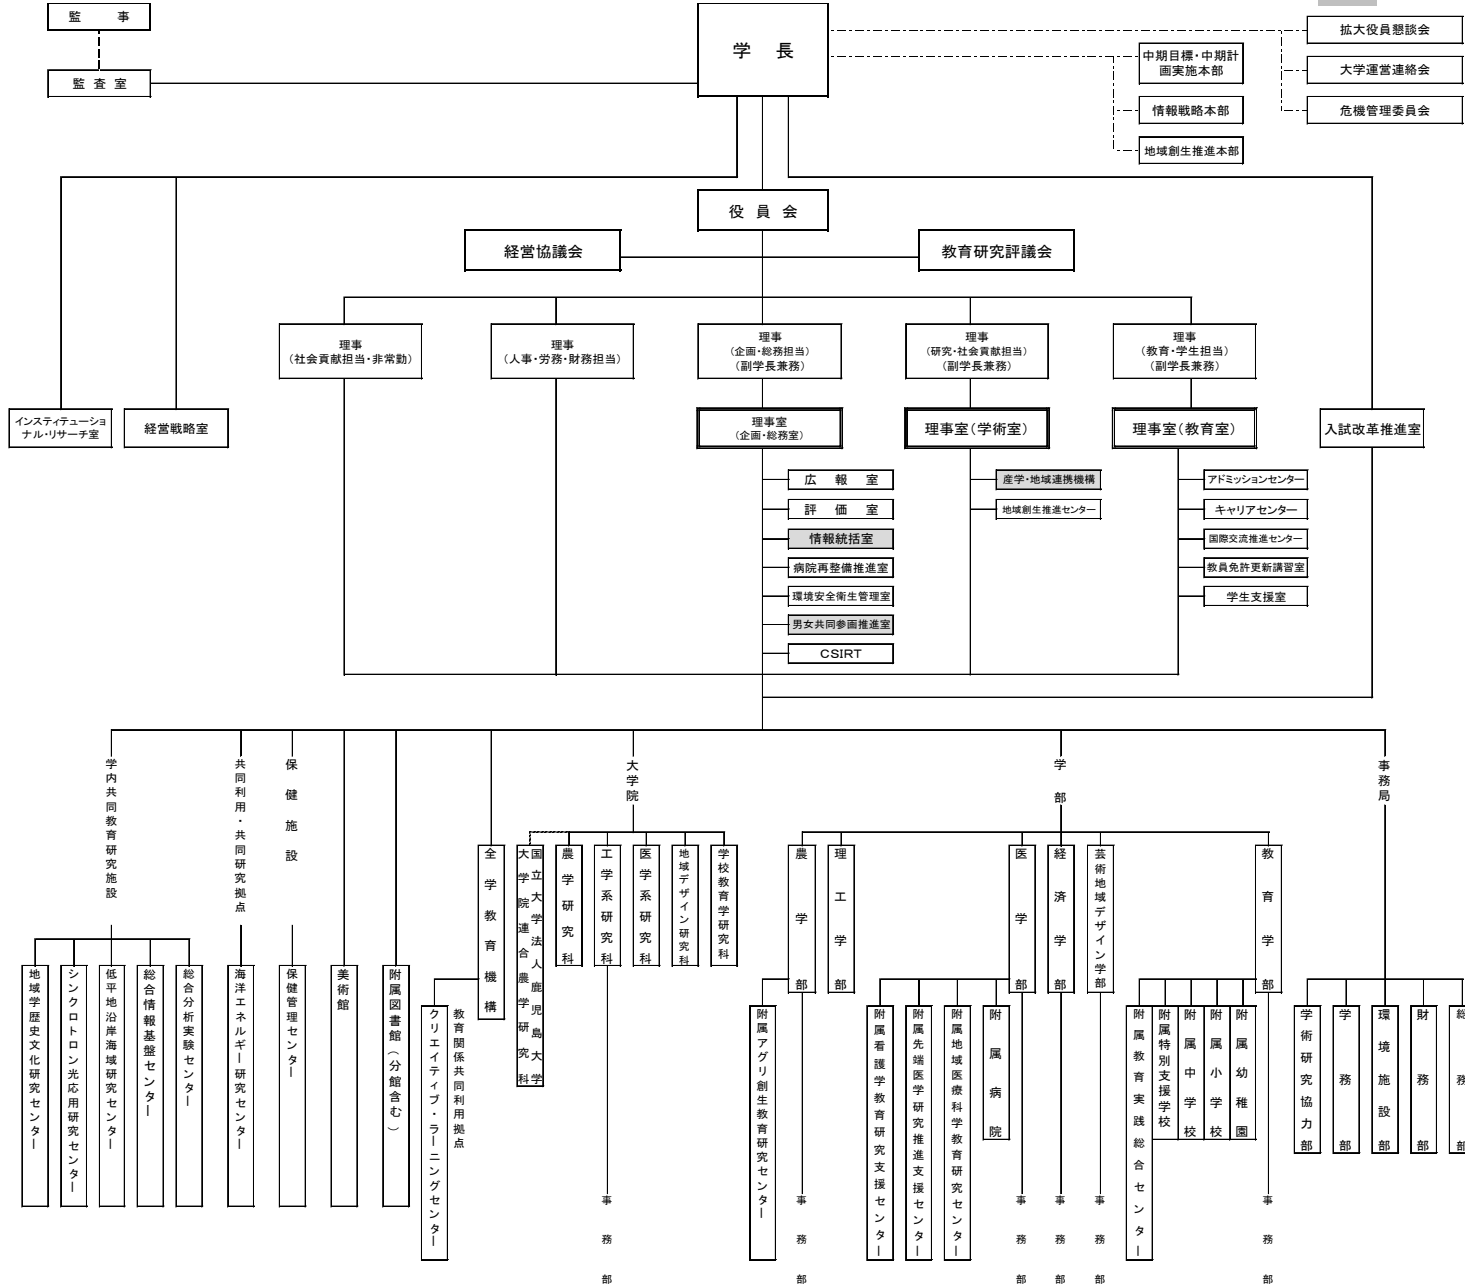 監　事
監 査 室
学　長
中期目標・中期計
画実施本部
情報戦略本部
地域創生推進本部
拡大役員懇談会
大学運営連絡会
危機管理委員会
役 員 会
経営協議会
教育研究評議会
理事
（社会貢献担当・非常勤）
理事
（人事・労務・財務担当）
理事
（企画・総務担当）
（副学長兼務）
理事
（研究・社会貢献担当）
（副学長兼務）
理事
（教育・学生担当）
（副学長兼務）
インスティテューショ
ナル・リサーチ室
経営戦略室
理事室
（企画・総務室）
理事室（学術室）
理事室（教育室）
入試改革推進室
広　報　室
評　価　室
情報統括室
病院再整備推進室
環境安全衛生管理室
男女共同参画推進室
CSIRT
産学・地域連携機構
地域創生推進センター
アドミッションセンター
キャリアセンター
国際交流推進センター
教員免許更新講習室
学生支援室
学内共同教育研究施設
共同利用・共同研究拠点
保健施設
大学院
学部
事務局
全学教育機構
国立大学法人鹿児島大学
大学院連合農学研究科
農学研究科
工学系研究科
医学系研究科
地域デザイン研究科
学校教育学研究科
農学部
理工学部
医学部
経済学部
芸術地域デザイン学部
教育学部
地域学歴史文化研究センター
シンクロトロン光応用研究センター
低平地沿岸海域研究センター
総合情報基盤センター
総合分析実験センター
海洋エネルギー研究センター
保健管理センター
美術館
附属図書館（分館含む）
クリエイティブ・ラーニングセンター
教育関係共同利用拠点
事務部
附属アグリ創生教育研究センター
事務部
附属看護学教育研究支援センター
附属先端医学研究推進支援センター
附属地域医療科学教育研究センター
附属病院
事務部
事務部
事務部
附属教育実践総合センター
附属特別支援学校
附属中学校
附属小学校
附属幼稚園
事務部
学術研究協力部
学務部
環境施設部
財務部